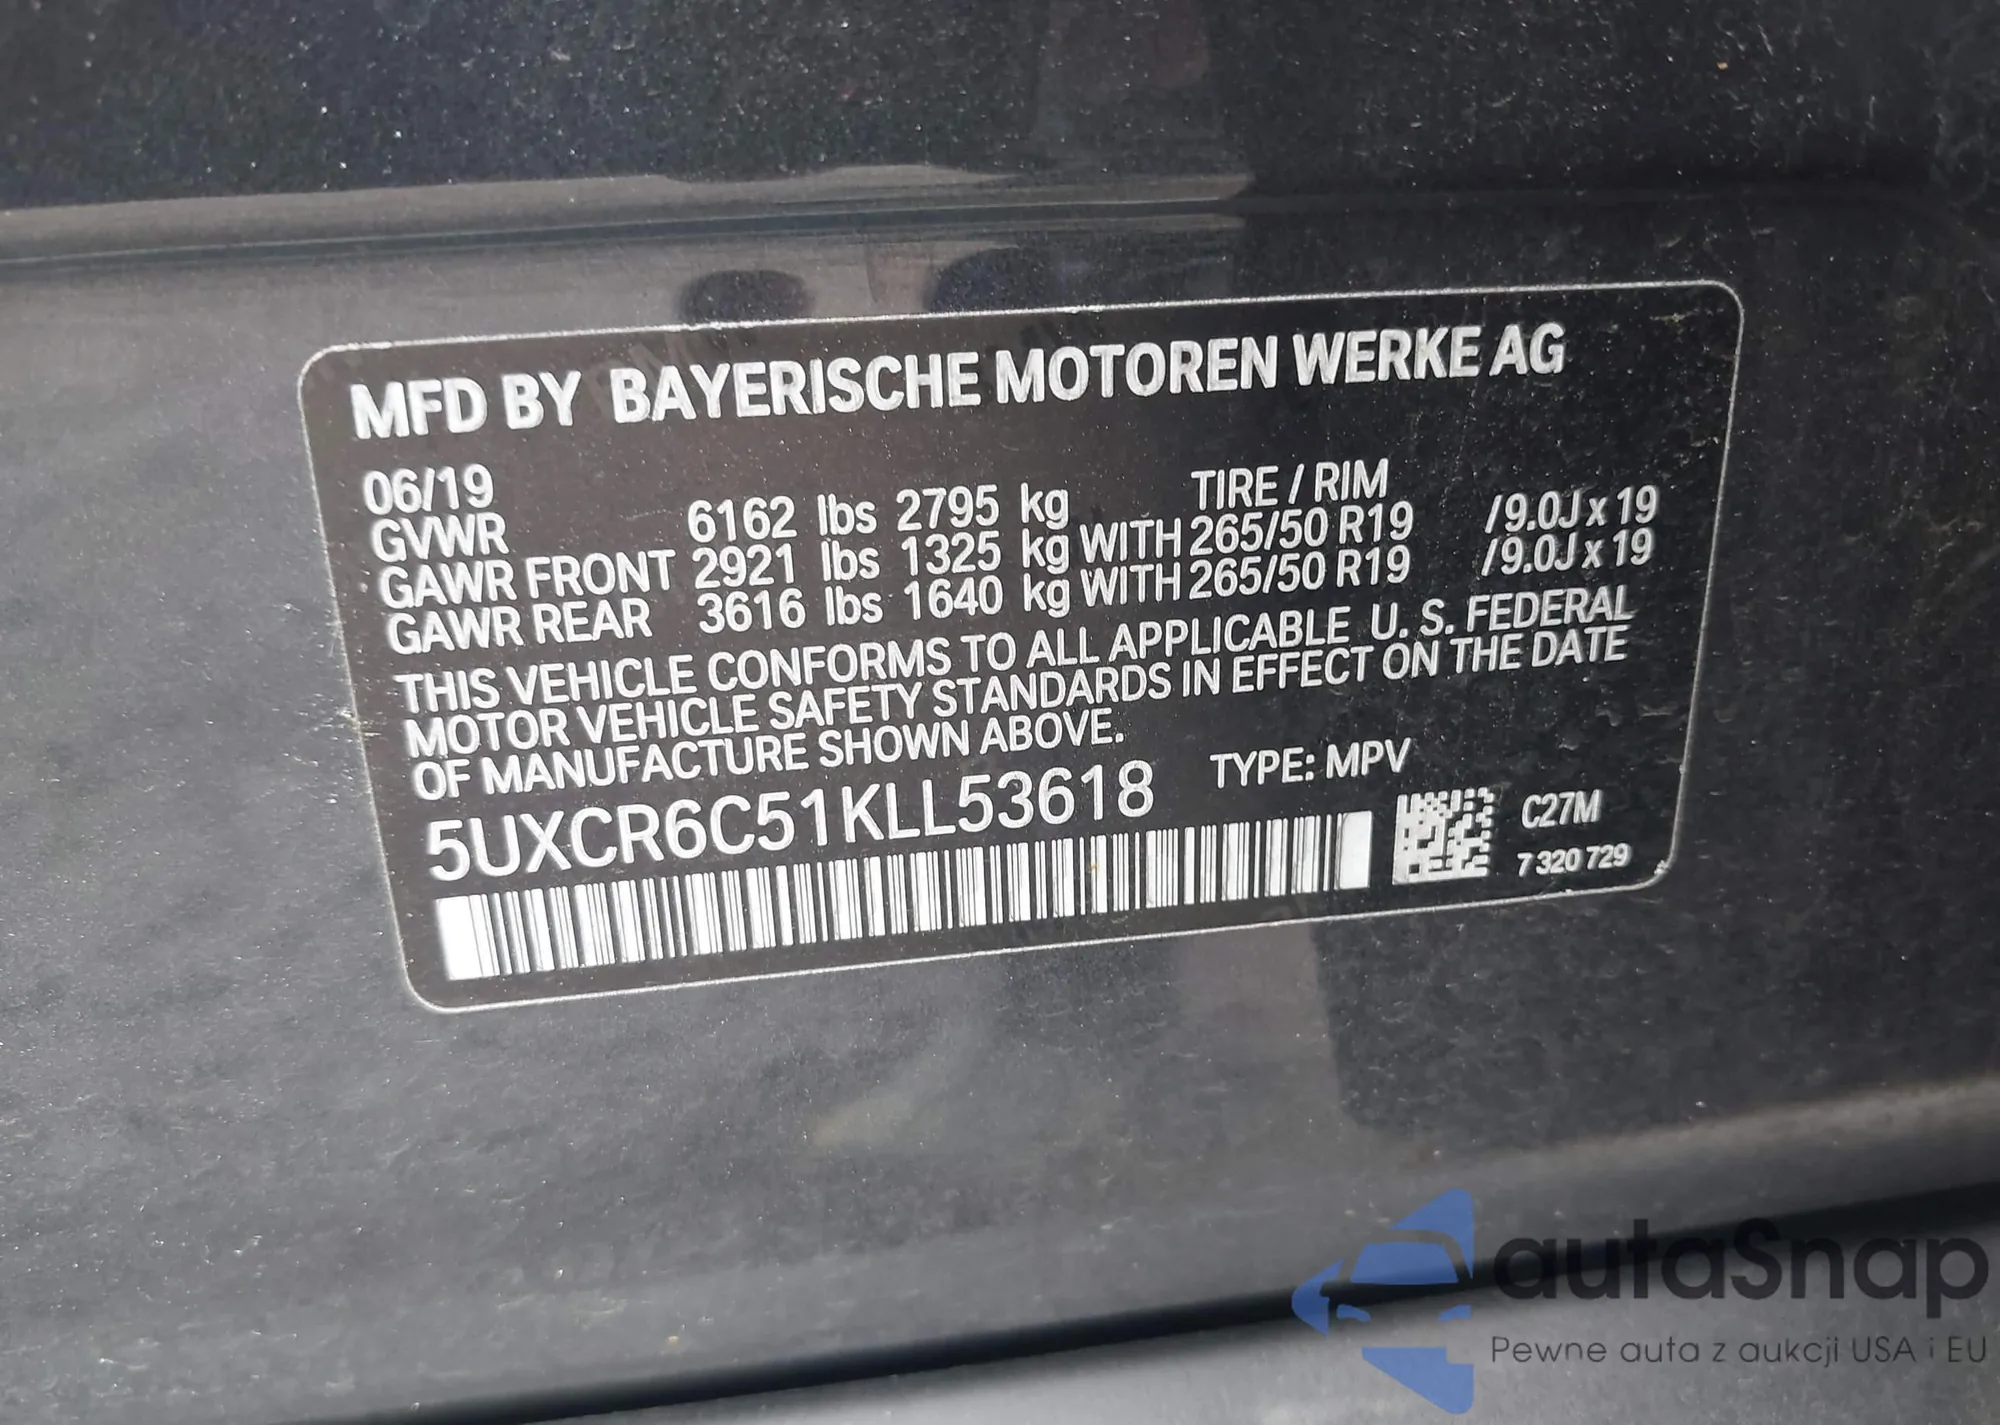 MFD BY BAYERISCHE MOTOREN WERKE AG
06/19 TIRE / RIM
GVWR 6162 lbs 2795 kg
GAWR FRONT 2921 lbs 1325 kg WITH 265/50 R19 /9.0J x 19
GAWR REAR 3616 lbs 1640 kg WITH 265/50 R19 /9.0J x 19
THIS VEHICLE CONFORMS TO ALL APPLICABLE U. S. FEDERAL
MOTOR VEHICLE SAFETY STANDARDS IN EFFECT ON THE DATE
OF MANUFACTURE SHOWN ABOVE.
5UXCR6C51KLL53618 TYPE: MPV
C27M
7 320 729
autaSnap
Pewne auta z aukcji USA i EU